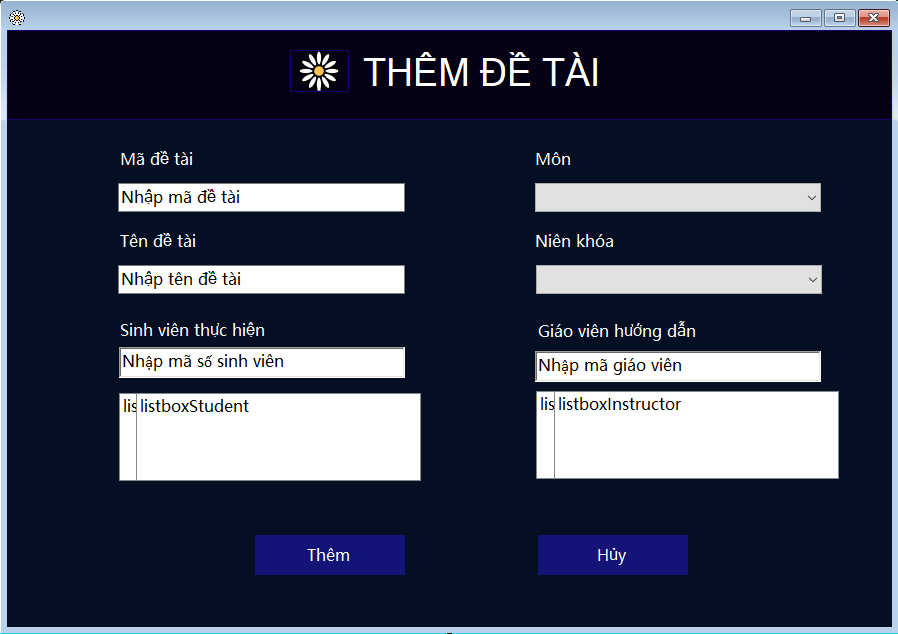 THÊM ĐỀ TÀI
Mã đề tài
Nhập mã đề tài
Môn
Tên đề tài
Nhập tên đề tài
Niên khóa
Sinh viên thực hiện
Nhập mã số sinh viên
Giáo viên hướng dẫn
Nhập mã giáo viên
lis listboxStudent
lis listboxInstructor
Thêm
Hủy